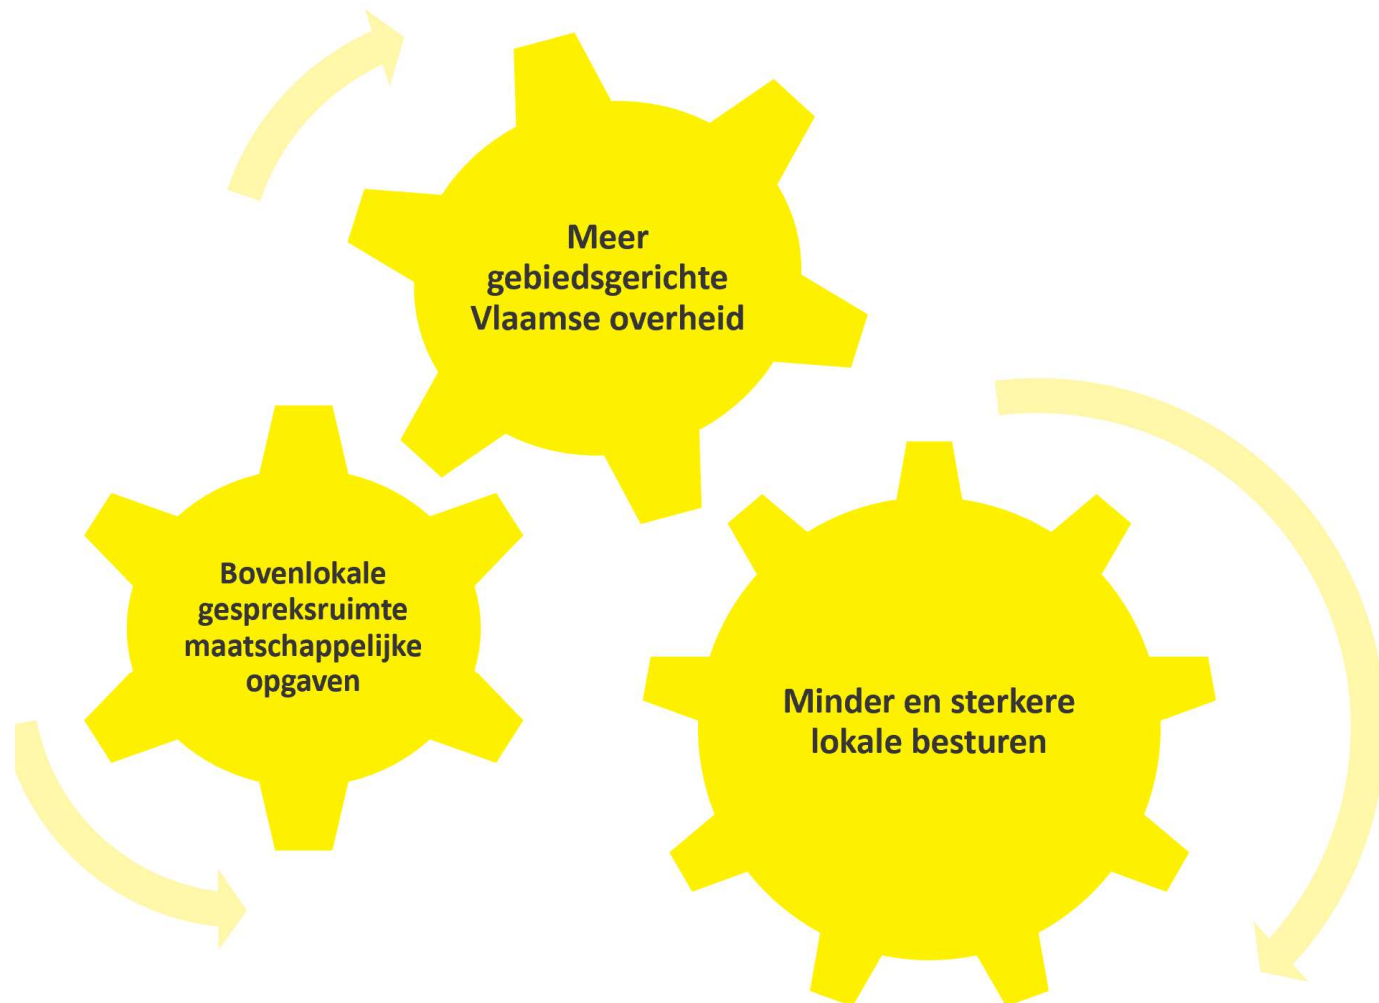 Meer
gebiedsgerichte
Vlaamse overheid
Bovenlokale
gespreksruimte
maatschappelijke
opgaven
Minder en sterkere
lokale besturen